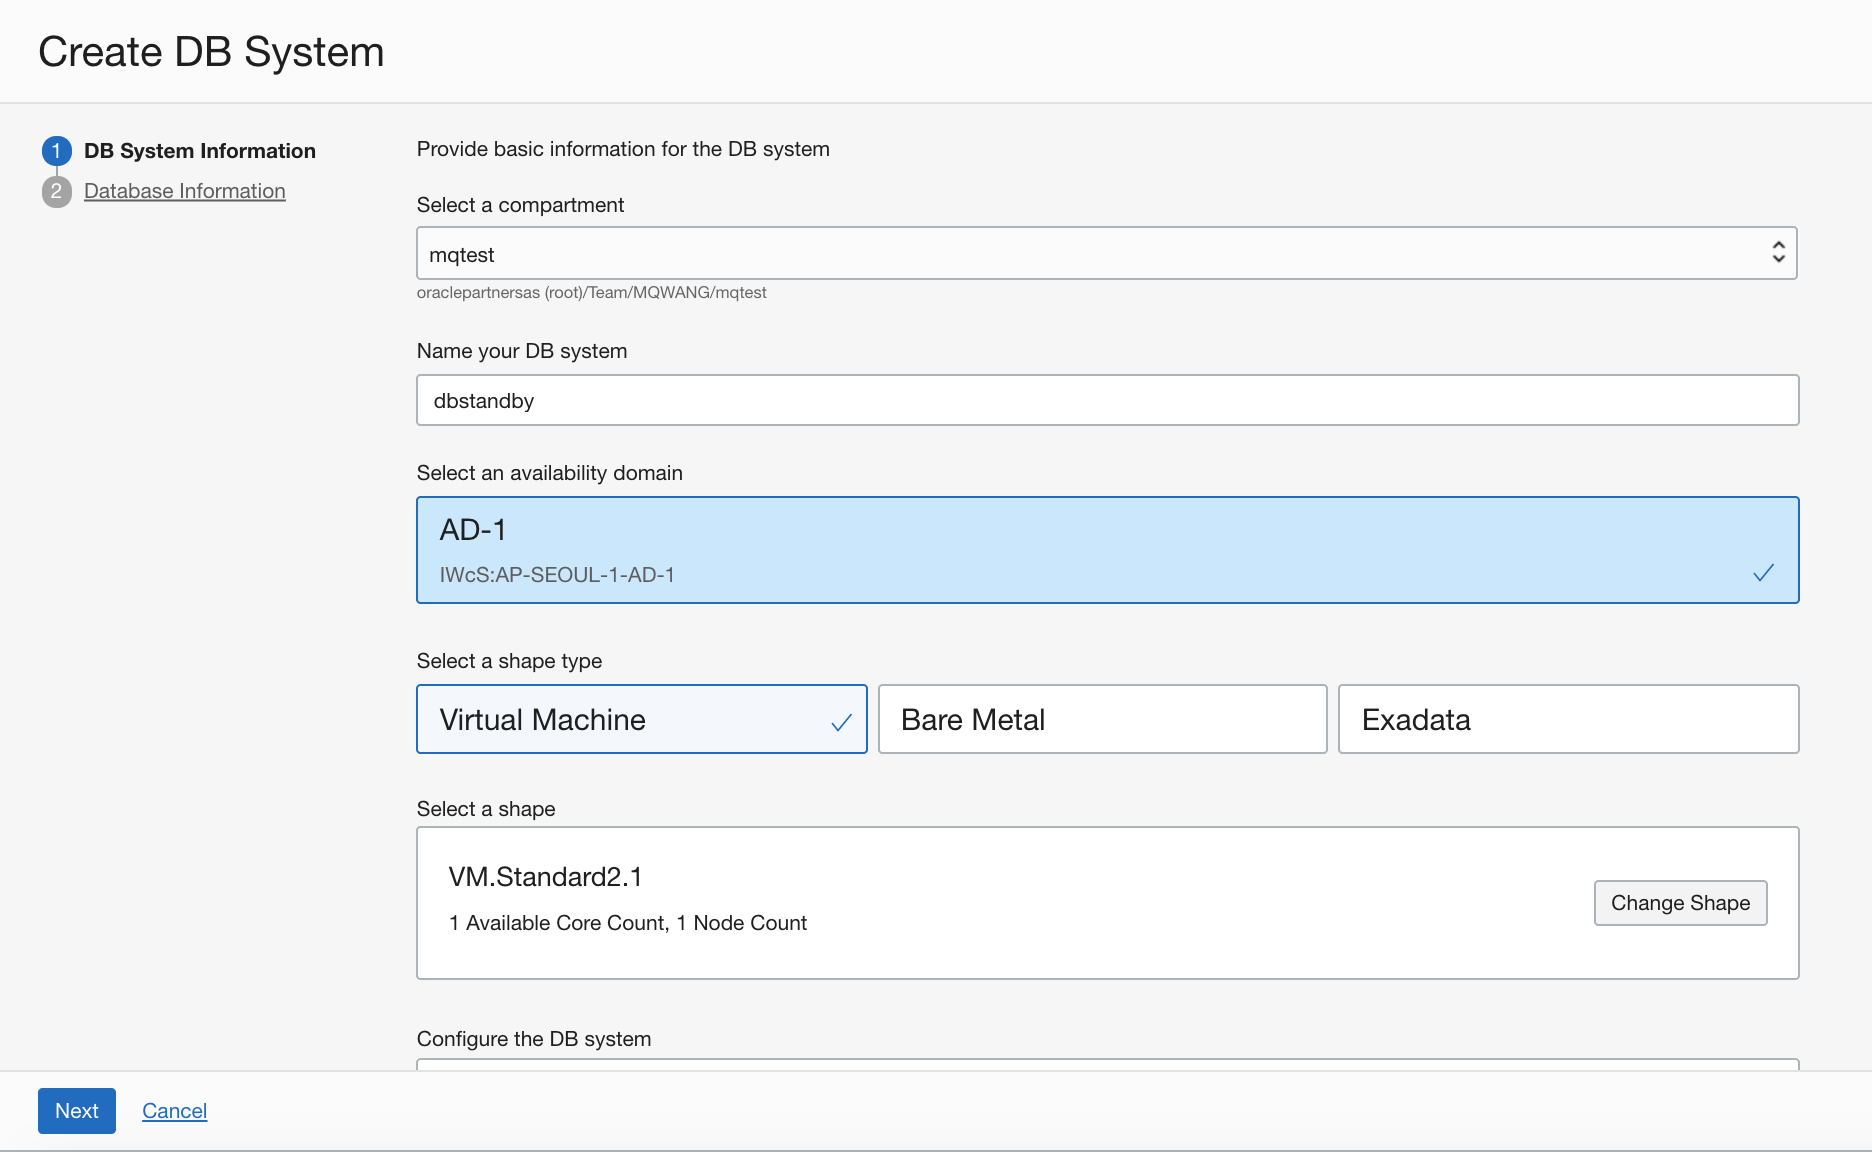 Create DB System
1 DB System Information
2 Database Information
Provide basic information for the DB system
Select a compartment
mqtest
oraclepartnersas (root)/Team/MQWANG/mqtest
Name your DB system
dbstandby
Select an availability domain
AD-1
IWcS:AP-SEOUL-1-AD-1
Select a shape type
Virtual Machine
Bare Metal
Exadata
Select a shape
VM.Standard2.1
1 Available Core Count, 1 Node Count
Change Shape
Configure the DB system
Next
Cancel